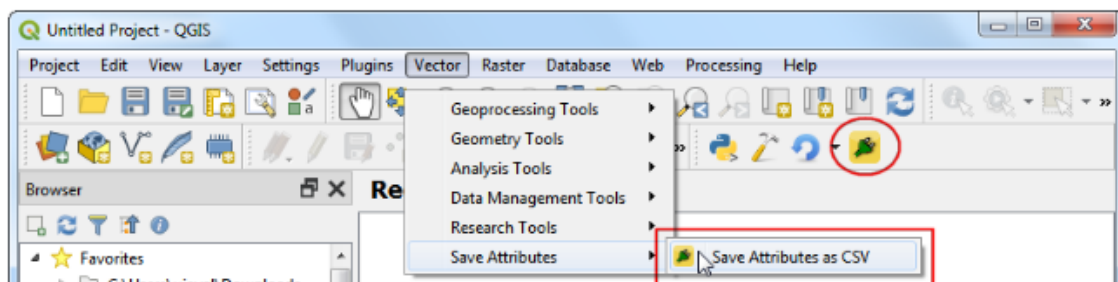 Untitled Project - QGIS
Project Edit View Layer Settings Plugins Vector Raster Database Web Processing Help
Geoprocessing Tools
Geometry Tools
Analysis Tools
Browser
Re
Data Management Tools
Research Tools
Favorites
Save Attributes
Save Attributes as CSV